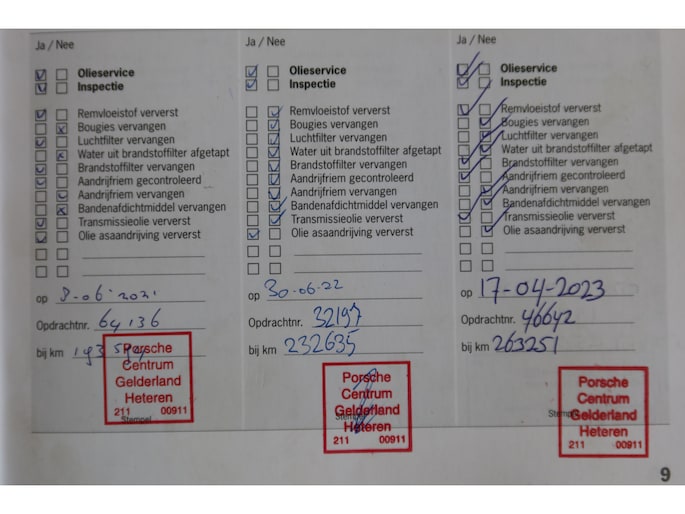 Ja / Nee
Olieservice
Inspectie
Remvloeistof ververst
Bougies vervangen
Luchtfilter vervangen
Water uit brandstoffilter afgetapt
Brandstoffilter vervangen
Aandrijfriem gecontroleerd
Aandrijfriem vervangen
Bandenafdichtmiddel vervangen
Transmissieolie ververst
Olie asaandrijving ververst
op 8-06-2021
Opdrachtnr. 64136
bij km
Porsche
Centrum
Gelderland
Heteren
211 00911
Stempel
Ja / Nee
Olieservice
Inspectie
Remvloeistof ververst
Bougies vervangen
Luchtfilter vervangen
Water uit brandstoffilter afgetapt
Brandstoffilter vervangen
Aandrijfriem gecontroleerd
Aandrijfriem vervangen
Bandenafdichtmiddel vervangen
Transmissieolie ververst
Olie asaandrijving ververst
op 30-06-22
Opdrachtnr. 32197
bij km 232635
Porsche
Centrum
Gelderland
Heteren
211 00911
Ja / Nee
Olieservice
Inspectie
Remvloeistof ververst
Bougies vervangen
Luchtfilter vervangen
Water uit brandstoffilter afgetapt
Brandstoffilter vervangen
Aandrijfriem gecontroleerd
Aandrijfriem vervangen
Bandenafdichtmiddel vervangen
Transmissieolie ververst
Olie asaandrijving ververst
op 17-04-2023
Opdrachtnr. 46642
bij km 263251
Porsche
Centrum
Gelderland
Heteren
211 00911
9